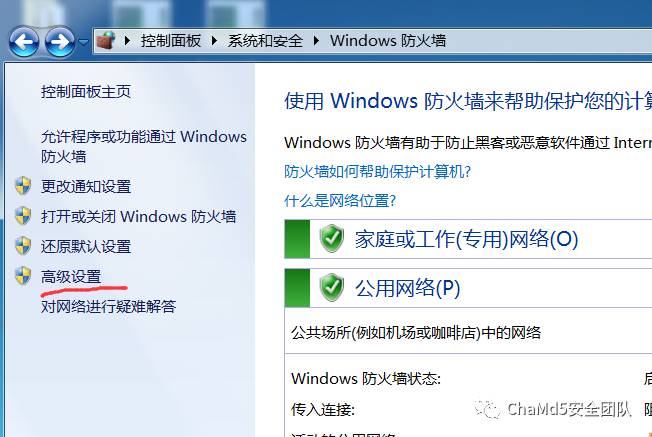 控制面板 ▸ 系统和安全 ▸ Windows 防火墙
控制面板主页
允许程序或功能通过 Windows
防火墙
更改通知设置
打开或关闭 Windows 防火墙
还原默认设置
高级设置
对网络进行疑难解答
使用 Windows 防火墙来帮助保护您的计
Windows 防火墙有助于防止黑客或恶意软件通过 Inter
防火墙如何帮助保护计算机?
什么是网络位置?
家庭或工作(专用)网络(O)
公用网络(P)
公共场所(例如机场或咖啡店)中的网络
Windows 防火墙状态:
传入连接:
活动的公用网络:
ChaMd5安全团队